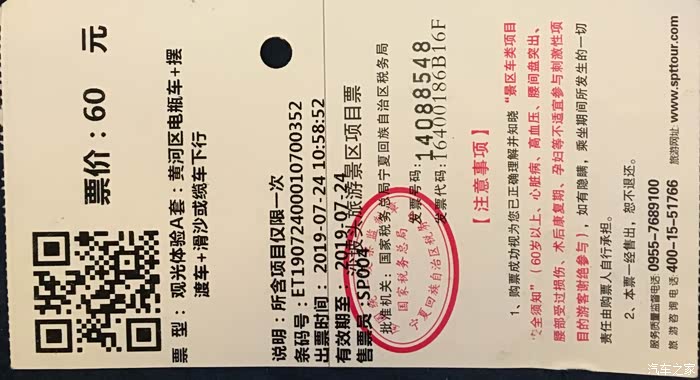 票价:60 元
票 型: 观光体验A套:黄河区电瓶车+摆
渡车+滑沙或缆车下行
说明:所含项目仅限一次
条码号:ET19072400010700352
出票时间: 2019-07-24 10:58:52
有效期至: 2019-07-24
售票员:SP004
旅游景区项目票
批准机关: 国家税务总局宁夏回族自治区税务局
发票号码:14088548
发票代码:16400186B16F
国家税务总局
【注意事项】
1、购票成功视为您已正确理解并知晓“景区车类项目
安全须知”（60岁以上、心脏病、高血压、腰间盘突出、
腰部受过损伤、术后康复期、孕妇等不适宜参与刺激性项
目的游客谢绝参与），如有隐瞒，乘坐期间所发生的一切
责任由购票人自行承担。
2、本票一经售出，恕不退还。
服务质量监督电话 0955-7689100
旅 游 咨 询 电 话 400-15-51766 旅游网址 www.spttour.com
汽车之家